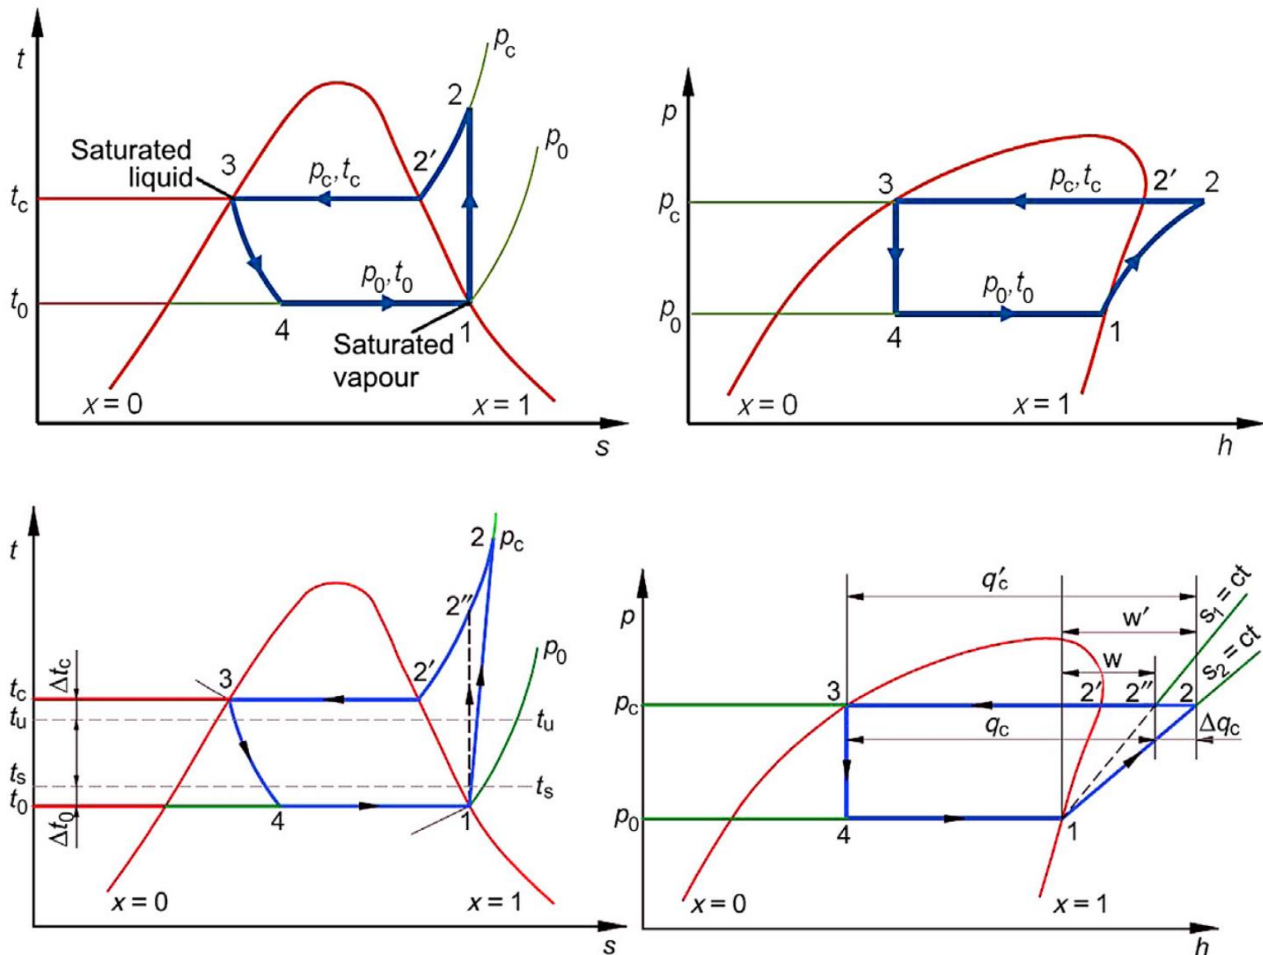 t
p_c
2
p_0
Saturated
liquid
3
p_c, t_c
2′
t_c
p_0, t_0
t_0
4
1
Saturated
vapour
x = 0
x = 1
s
p
3
p_c, t_c
2′
2
p_c
p_0, t_0
p_0
4
1
x = 0
x = 1
h
t
2
p_c
2″
p_0
3
2′
t_c
Δt_c
t_u
t_u
t_s
t_s
t_0
Δt_0
4
1
x = 0
x = 1
s
p
q′_c
w′
w
s_1 = ct
s_2 = ct
3
2′
2″
2
p_c
q_c
Δq_c
p_0
4
1
x = 0
x = 1
h